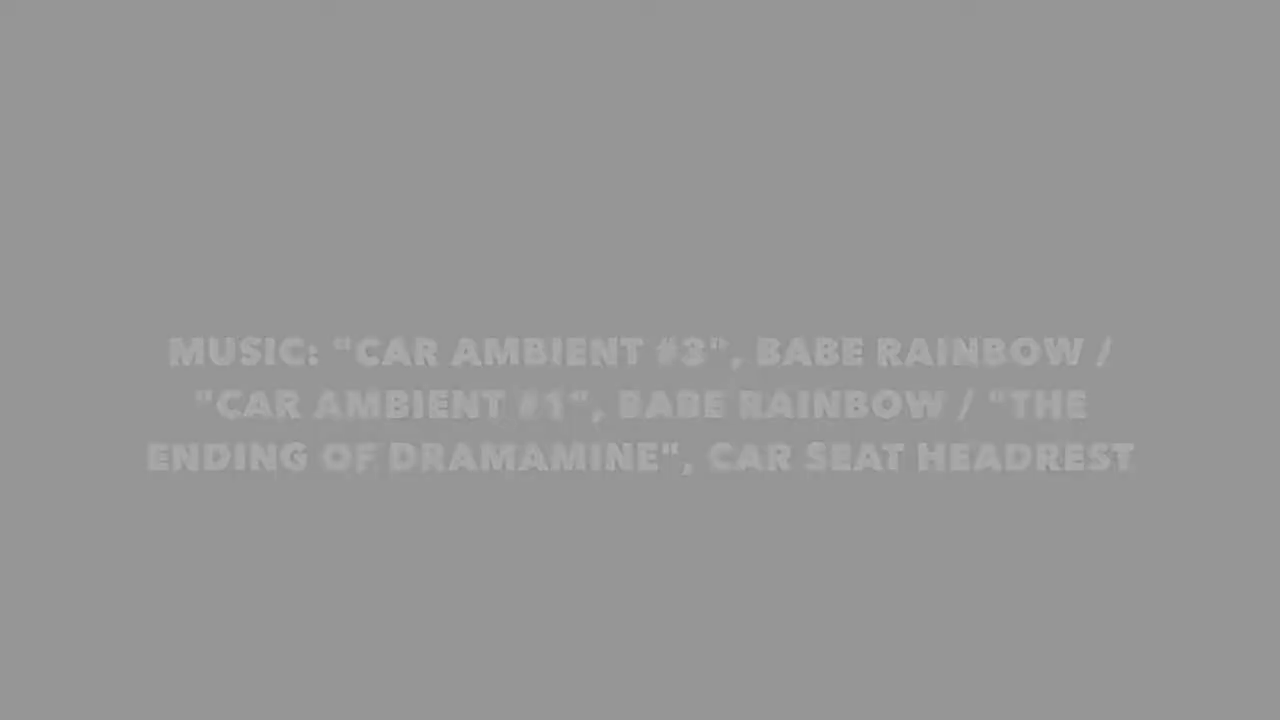 MUSIC: "CAR AMBIENT #3", BABE RAINBOW /
"CAR AMBIENT #1", BABE RAINBOW / "THE
ENDING OF DRAMAMINE", CAR SEAT HEADREST